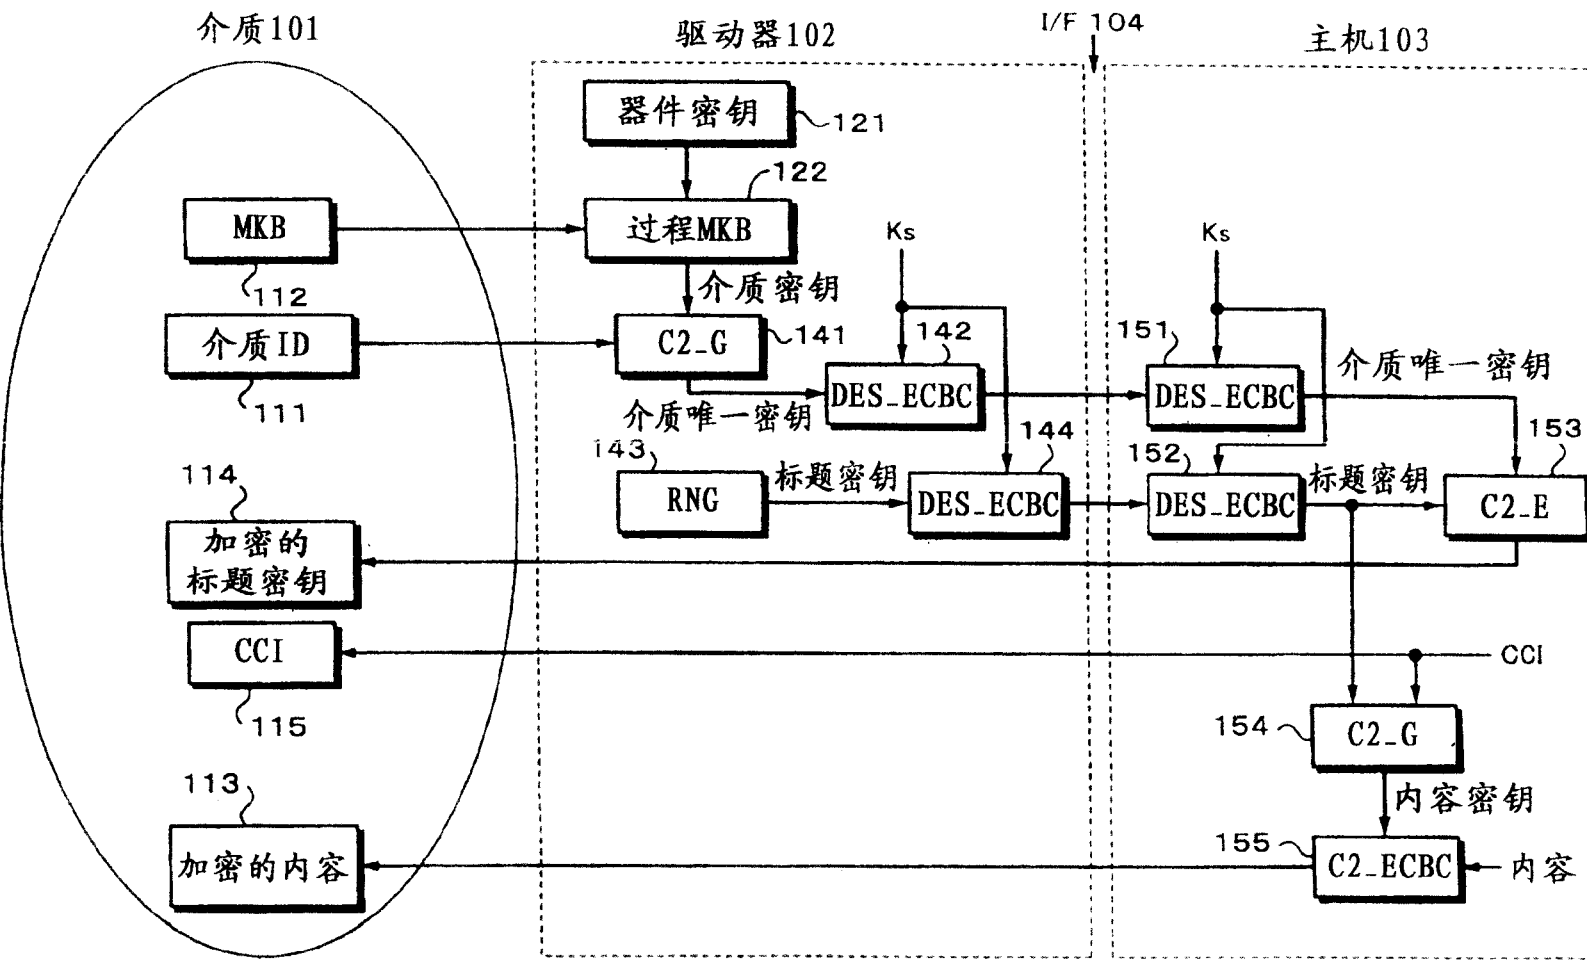 介质101
驱动器102
I/F 104
主机103
器件密钥
121
122
MKB
过程MKB
Ks
Ks
112
介质密钥
介质ID
C2_G
141
142
151
111
DES_ECBC
DES_ECBC
介质唯一密钥
介质唯一密钥
143
144
152
153
114
RNG
标题密钥
DES_ECBC
DES_ECBC
标题密钥
C2_E
加密的
标题密钥
CCI
CCI
115
154
C2_G
113
内容密钥
155
加密的内容
C2_ECBC
内容